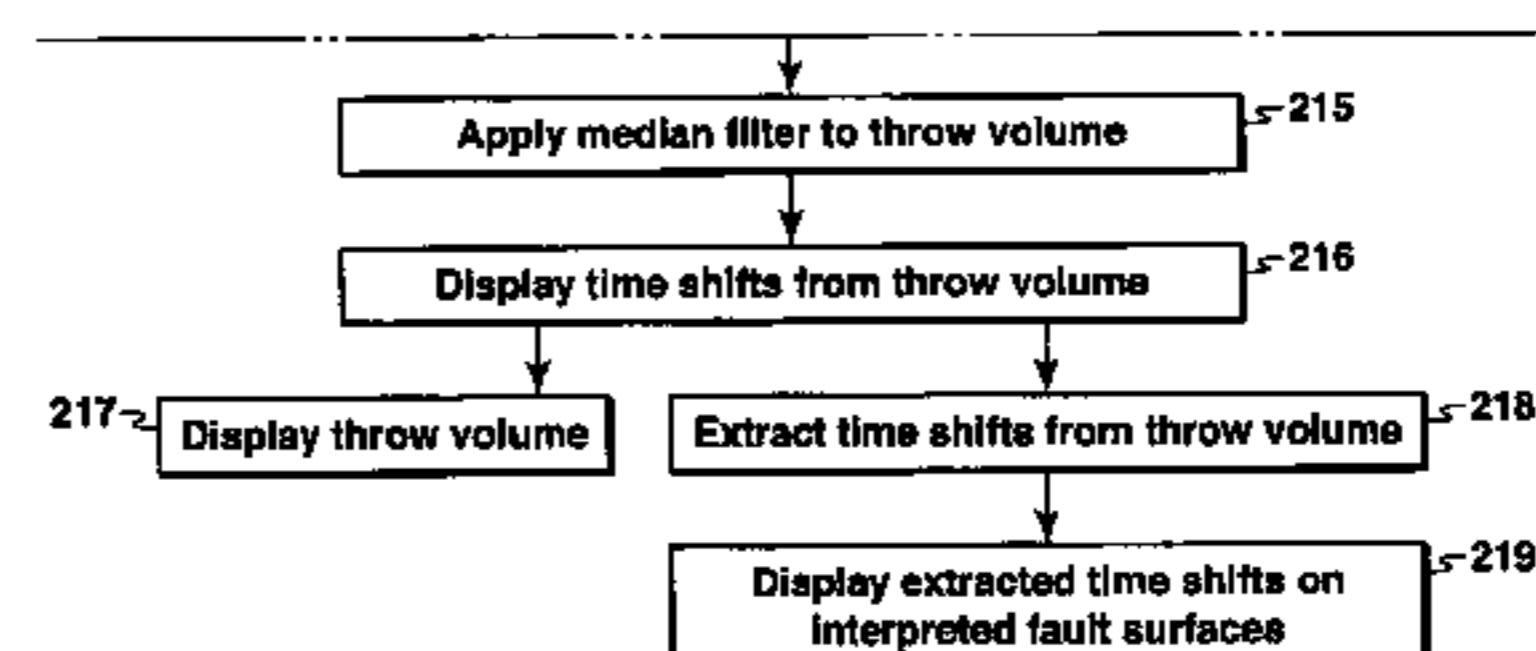 Apply median filter to throw volume
215
Display time shifts from throw volume
216
217
Display throw volume
Extract time shifts from throw volume
218
Display extracted time shifts on
interpreted fault surfaces
219